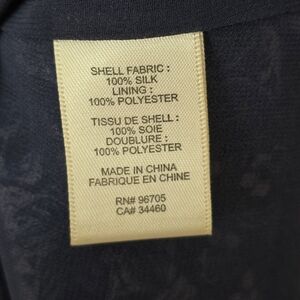 SHELL FABRIC :
100% SILK
LINING :
100% POLYESTER
TISSU DE SHELL :
100% SOIE
DOUBLURE :
100% POLYESTER
MADE IN CHINA
FABRIQUE EN CHINE
RN# 96705
CA# 34460